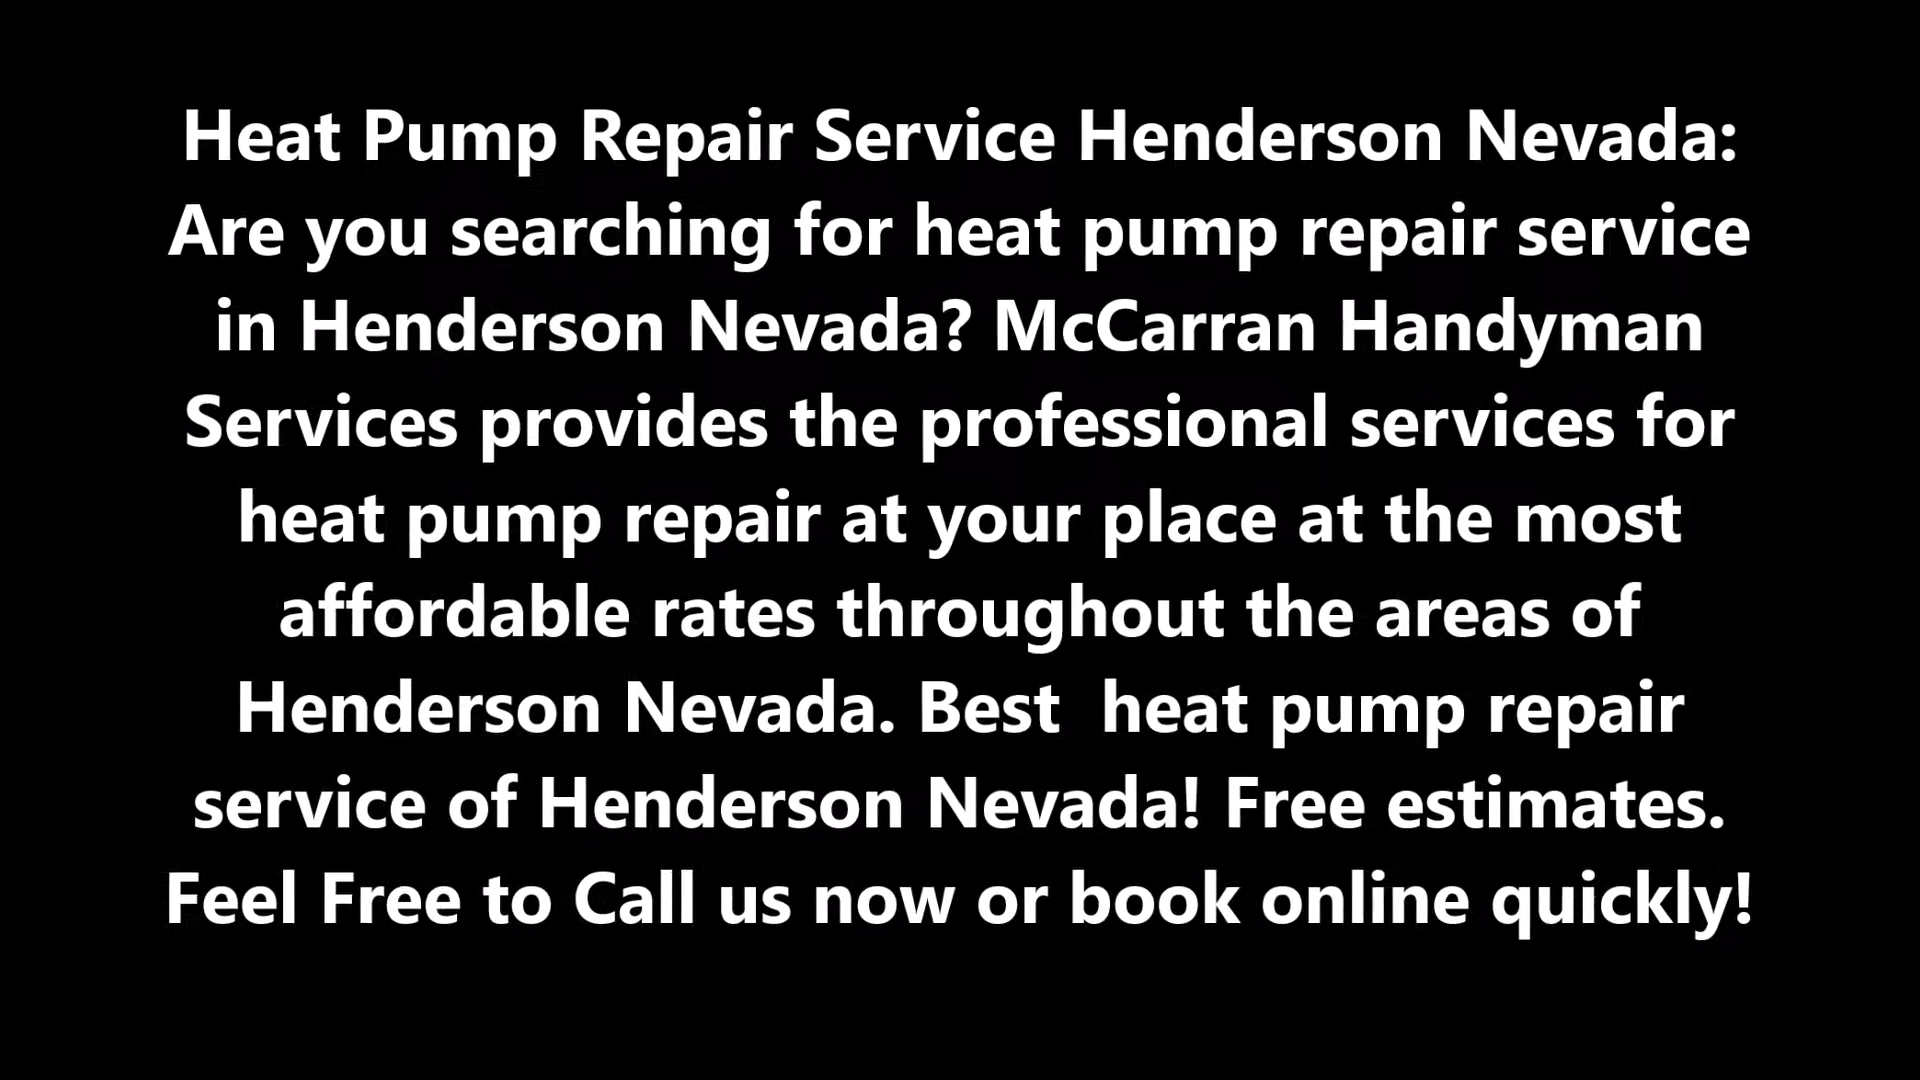 Heat Pump Repair Service Henderson Nevada:
Are you searching for heat pump repair service
in Henderson Nevada? McCarran Handyman
Services provides the professional services for
heat pump repair at your place at the most
affordable rates throughout the areas of
Henderson Nevada. Best  heat pump repair
service of Henderson Nevada! Free estimates.
Feel Free to Call us now or book online quickly!